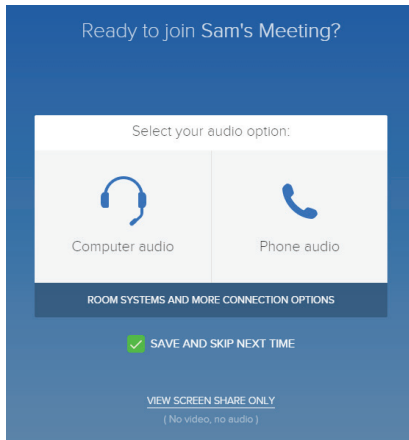 Ready to join Sam's Meeting?
Select your audio option:
Computer audio
Phone audio
ROOM SYSTEMS AND MORE CONNECTION OPTIONS
SAVE AND SKIP NEXT TIME
VIEW SCREEN SHARE ONLY
( No video, no audio )